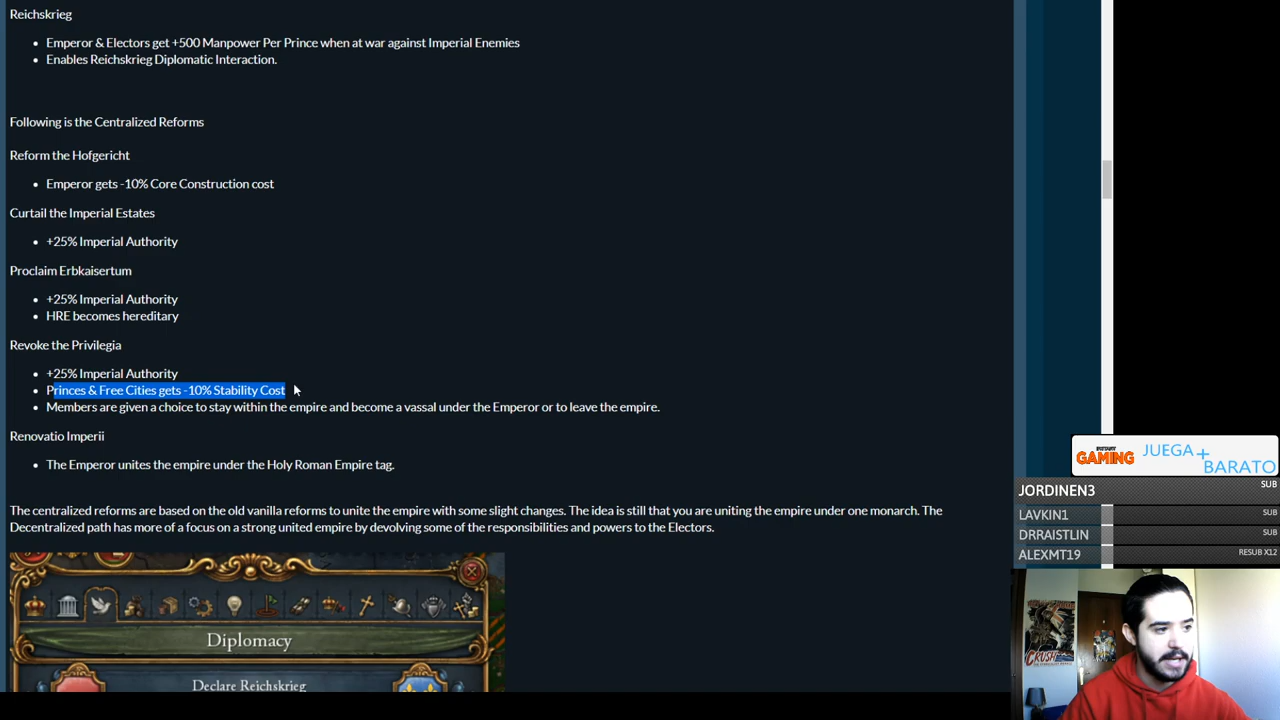 Reichskrieg
Emperor & Electors get +500 Manpower Per Prince when at war against Imperial Enemies
Enables Reichskrieg Diplomatic Interaction.
Following is the Centralized Reforms
Reform the Hofgericht
Emperor gets -10% Core Construction cost
Curtail the Imperial Estates
+25% Imperial Authority
Proclaim Erbkaisertum
+25% Imperial Authority
HRE becomes hereditary
Revoke the Privilegia
+25% Imperial Authority
Princes & Free Cities gets -10% Stability Cost
Members are given a choice to stay within the empire and become a vassal under the Emperor or to leave the empire.
Renovatio Imperii
The Emperor unites the empire under the Holy Roman Empire tag.
The centralized reforms are based on the old vanilla reforms to unite the empire with some slight changes. The idea is still that you are uniting the empire under one monarch. The
Decentralized path has more of a focus on a strong united empire by devolving some of the responsibilities and powers to the Electors.
Diplomacy
Declare Reichskrieg
INSTANT GAMING
JUEGA+
BARATO
JORDINEN3 SUB
LAVKIN1 SUB
DRRAISTLIN SUB
ALEXMT19 RESUB X12
CRUSH